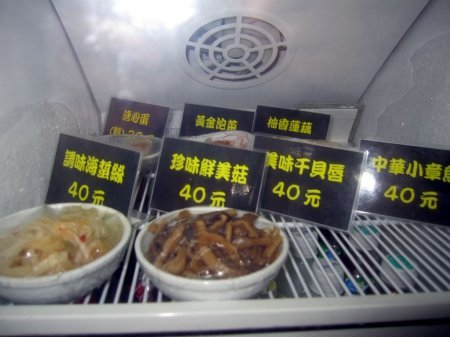 溏心蛋
黃金泡菜
柚香蓮藕
調味海蜇絲
40元
珍味鮮美菇
40元
美味干貝唇
40元
中華小章魚
40元